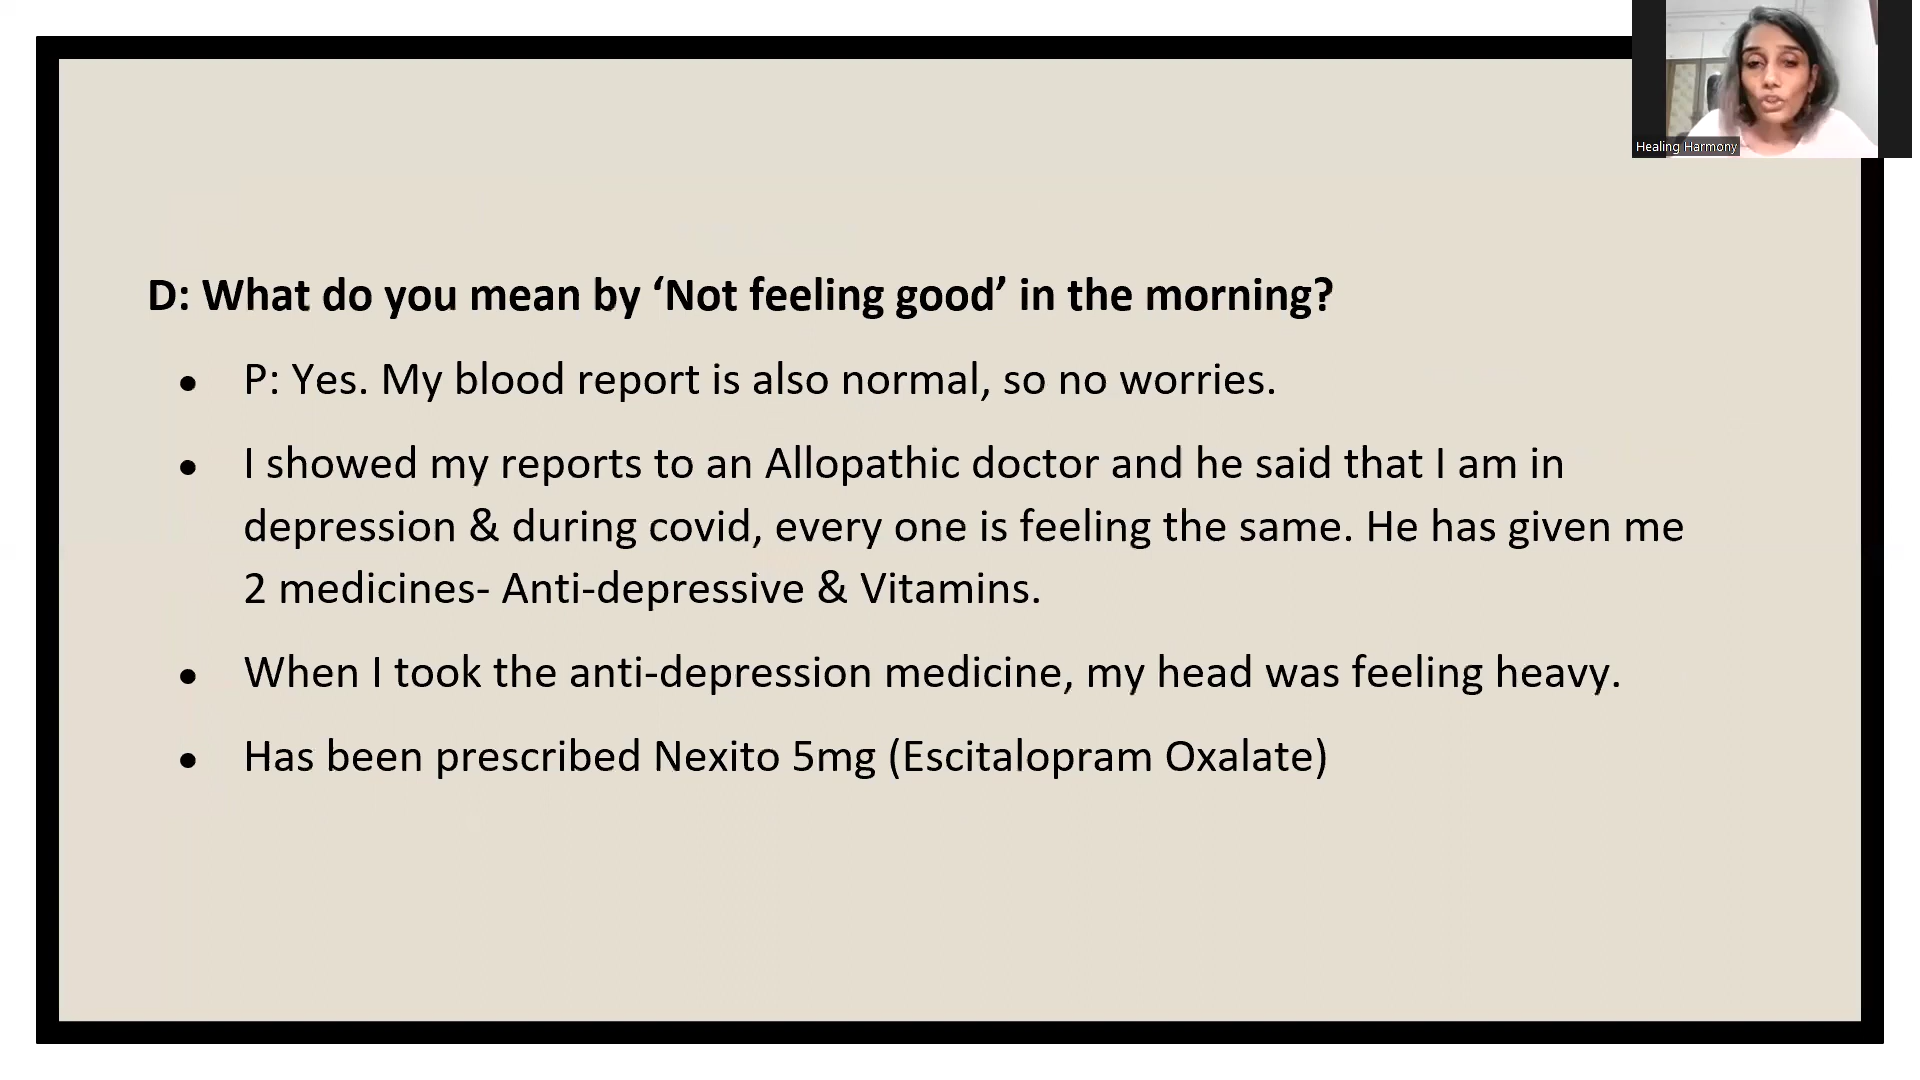 Healing Harmony
D: What do you mean by ‘Not feeling good’ in the morning?
● P: Yes. My blood report is also normal, so no worries.
● I showed my reports to an Allopathic doctor and he said that I am in
depression & during covid, every one is feeling the same. He has given me
2 medicines- Anti-depressive & Vitamins.
● When I took the anti-depression medicine, my head was feeling heavy.
● Has been prescribed Nexito 5mg (Escitalopram Oxalate)